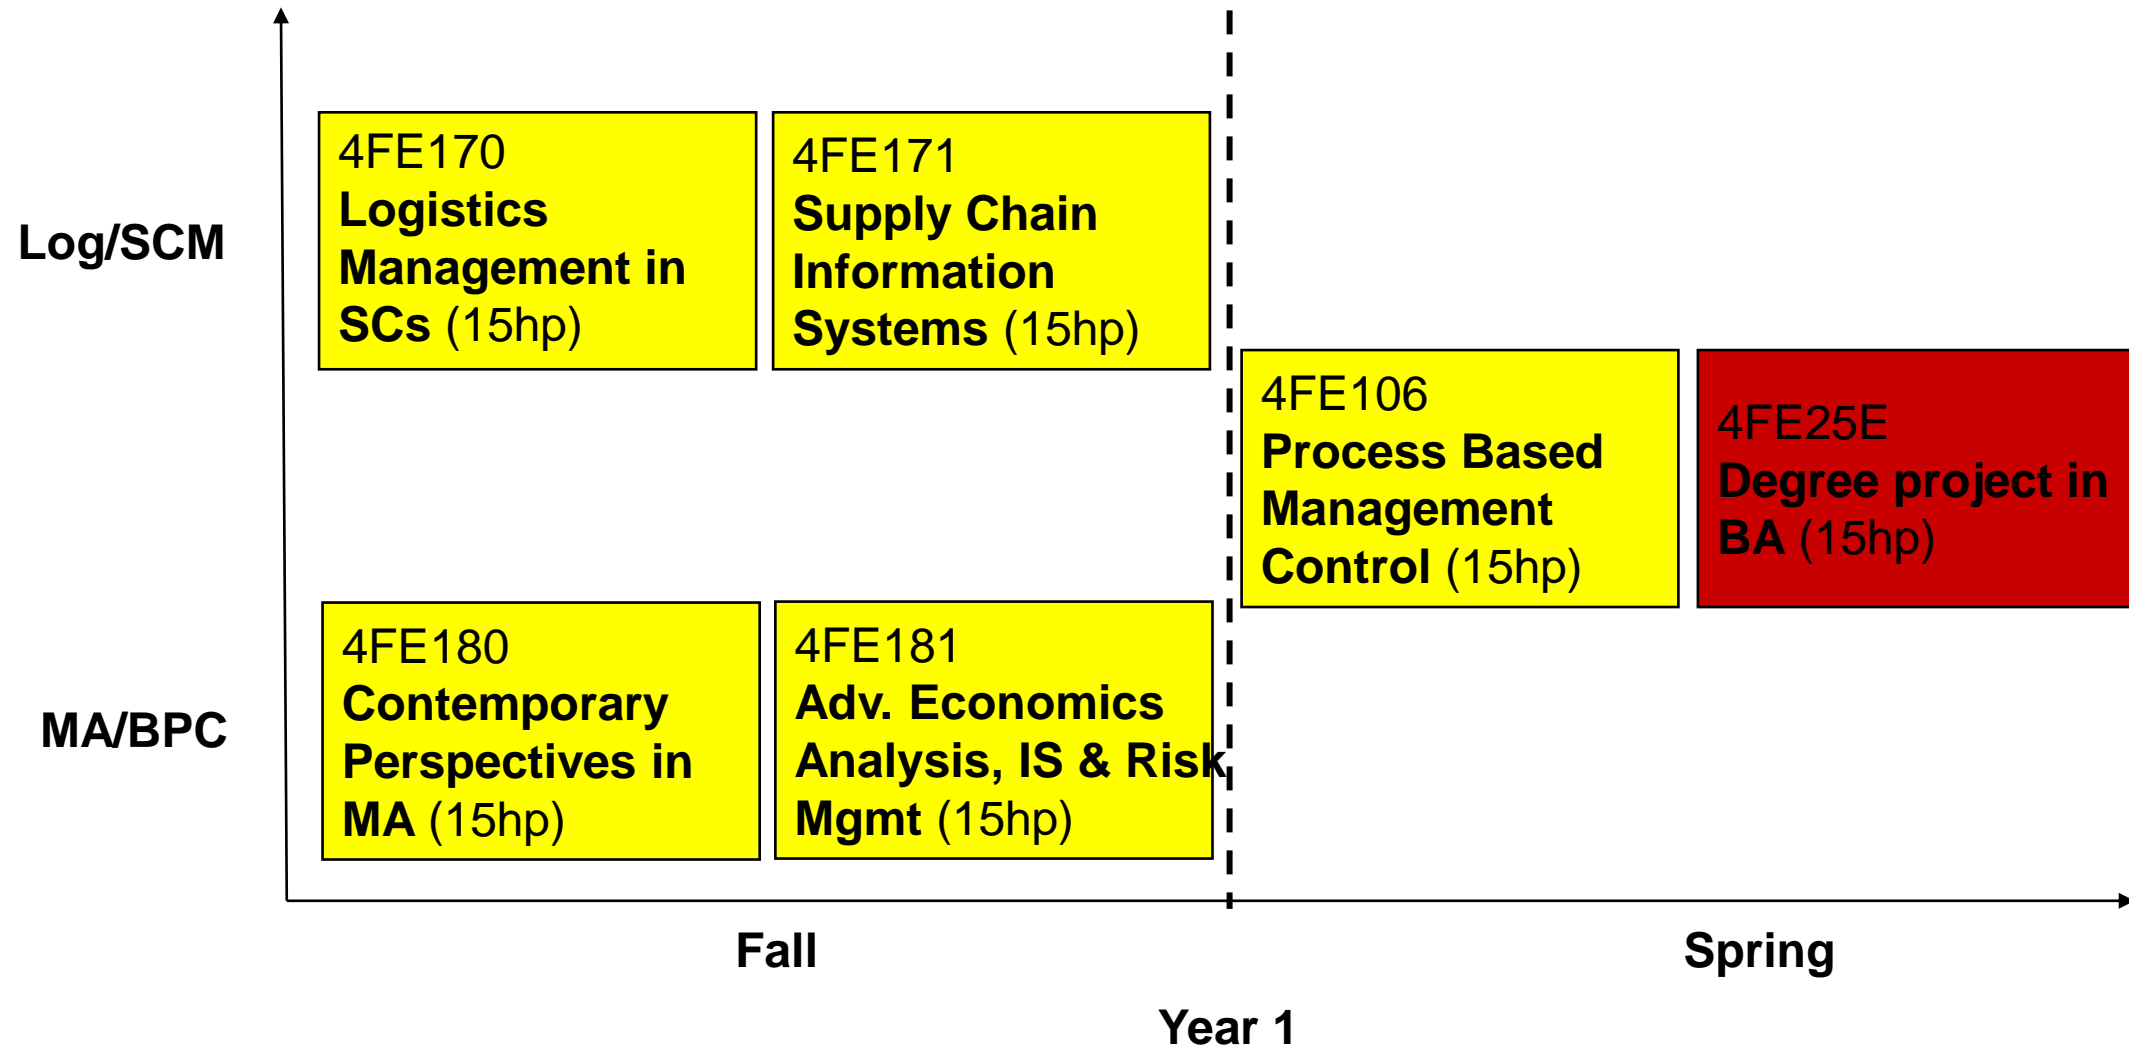 Log/SCM
4FE170
Logistics
Management in
SCs (15hp)
4FE171
Supply Chain
Information
Systems (15hp)
4FE106
Process Based
Management
Control (15hp)
4FE25E
Degree project in
BA (15hp)
MA/BPC
4FE180
Contemporary
Perspectives in
MA (15hp)
4FE181
Adv. Economics
Analysis, IS & Risk
Mgmt (15hp)
Fall
Spring
Year 1